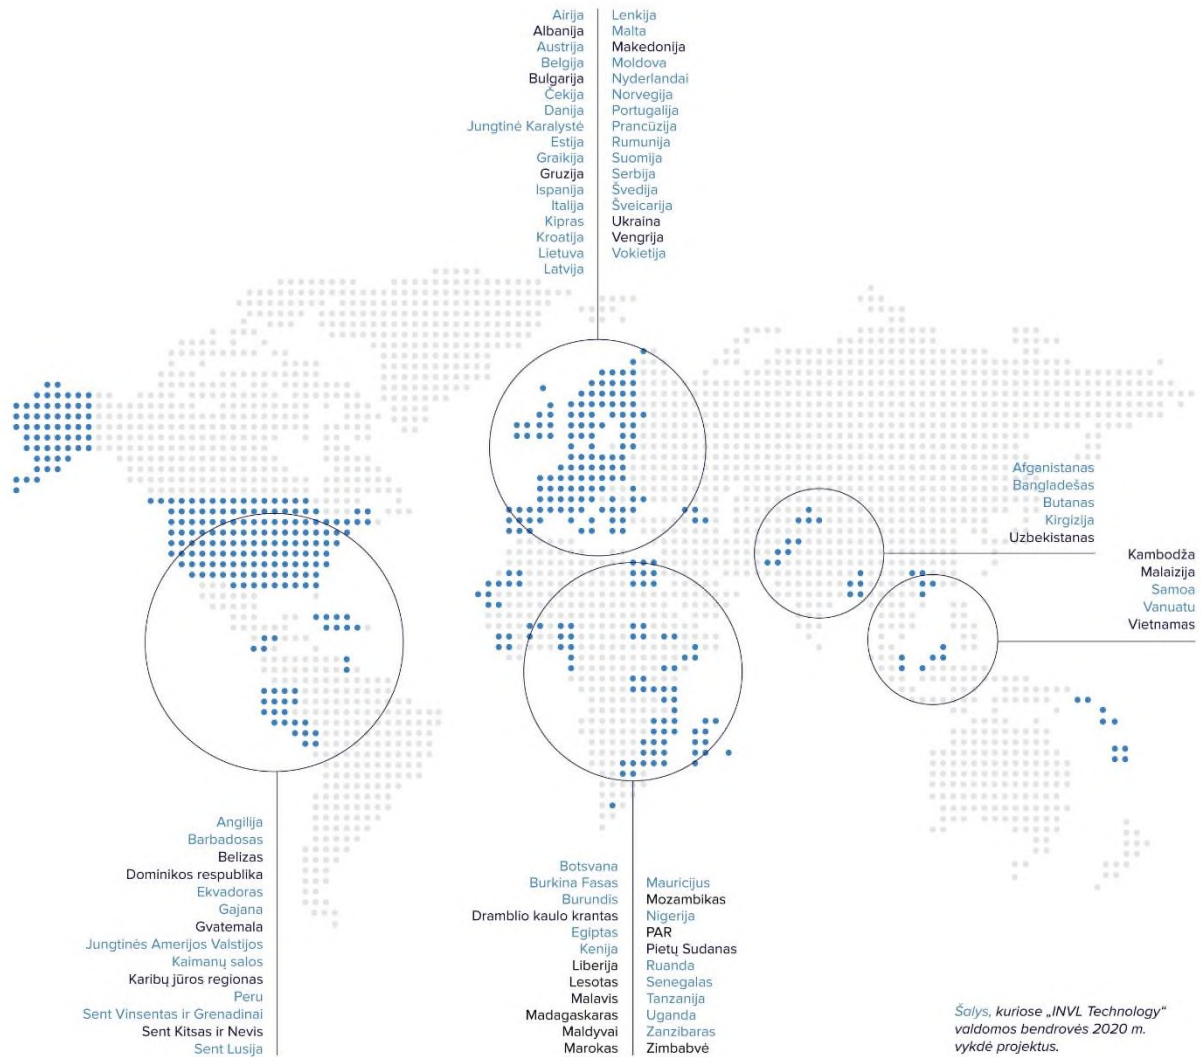 Airija
Albanija
Austrija
Belgija
Bulgarija
Čekija
Danija
Jungtinė Karalystė
Estija
Graikija
Gruzija
Ispanija
Italija
Kipras
Kroatija
Lietuva
Latvija
Lenkija
Malta
Makedonija
Moldova
Nyderlandai
Norvegija
Portugalija
Prancūzija
Rumunija
Suomija
Serbija
Švedija
Šveicarija
Ukraina
Vengrija
Vokietija
Afganistanas
Bangladešas
Butanas
Kirgizija
Uzbekistanas
Kambodža
Malaizija
Samoa
Vanuatu
Vietnamas
Angilija
Barbadosas
Belizas
Dominikos respublika
Ekvadoras
Gajana
Gvatemala
Jungtinės Amerijos Valstijos
Kaimanų salos
Karibų jūros regionas
Peru
Sent Vinsentas ir Grenadinai
Sent Kitsas ir Nevis
Sent Lusija
Botsvana
Burkina Fasas
Burundis
Dramblio kaulo krantas
Egiptas
Kenija
Liberija
Lesotas
Malavis
Madagaskaras
Maldyvai
Marokas
Mauricijus
Mozambikas
Nigerija
PAR
Pietų Sudanas
Ruanda
Senegalas
Tanzanija
Uganda
Zanzibaras
Zimbabvė
Šalys, kuriose „INVL Technology“
valdomos bendrovės 2020 m.
vykdė projektus.